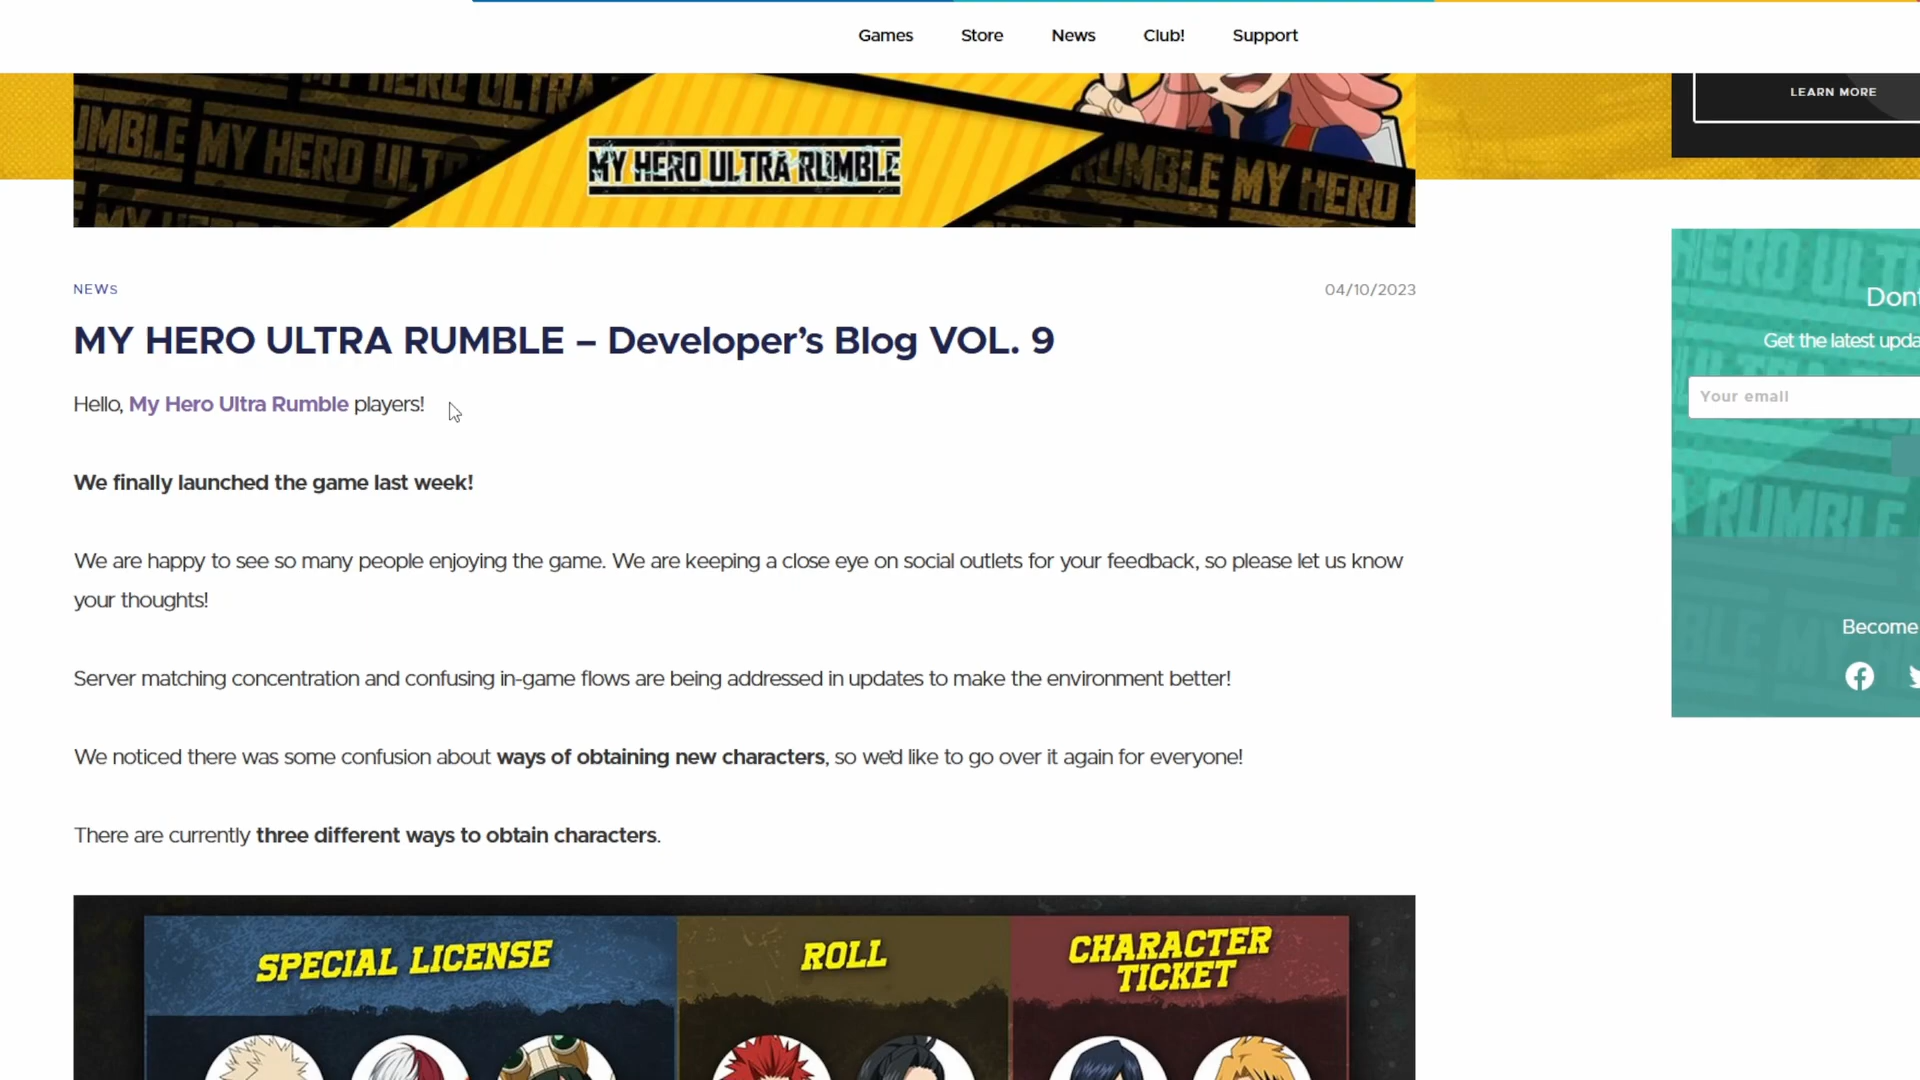 Games Store News Club! Support
LEARN MORE
MY HERO ULTRA RUMBLE
NEWS
04/10/2023
MY HERO ULTRA RUMBLE – Developer’s Blog VOL. 9
Hello, My Hero Ultra Rumble players!
We finally launched the game last week!
We are happy to see so many people enjoying the game. We are keeping a close eye on social outlets for your feedback, so please let us know
your thoughts!
Server matching concentration and confusing in-game flows are being addressed in updates to make the environment better!
We noticed there was some confusion about ways of obtaining new characters, so we’d like to go over it again for everyone!
There are currently three different ways to obtain characters.
SPECIAL LICENSE
ROLL
CHARACTER
TICKET
Dont
Get the latest upda
Your email
Become